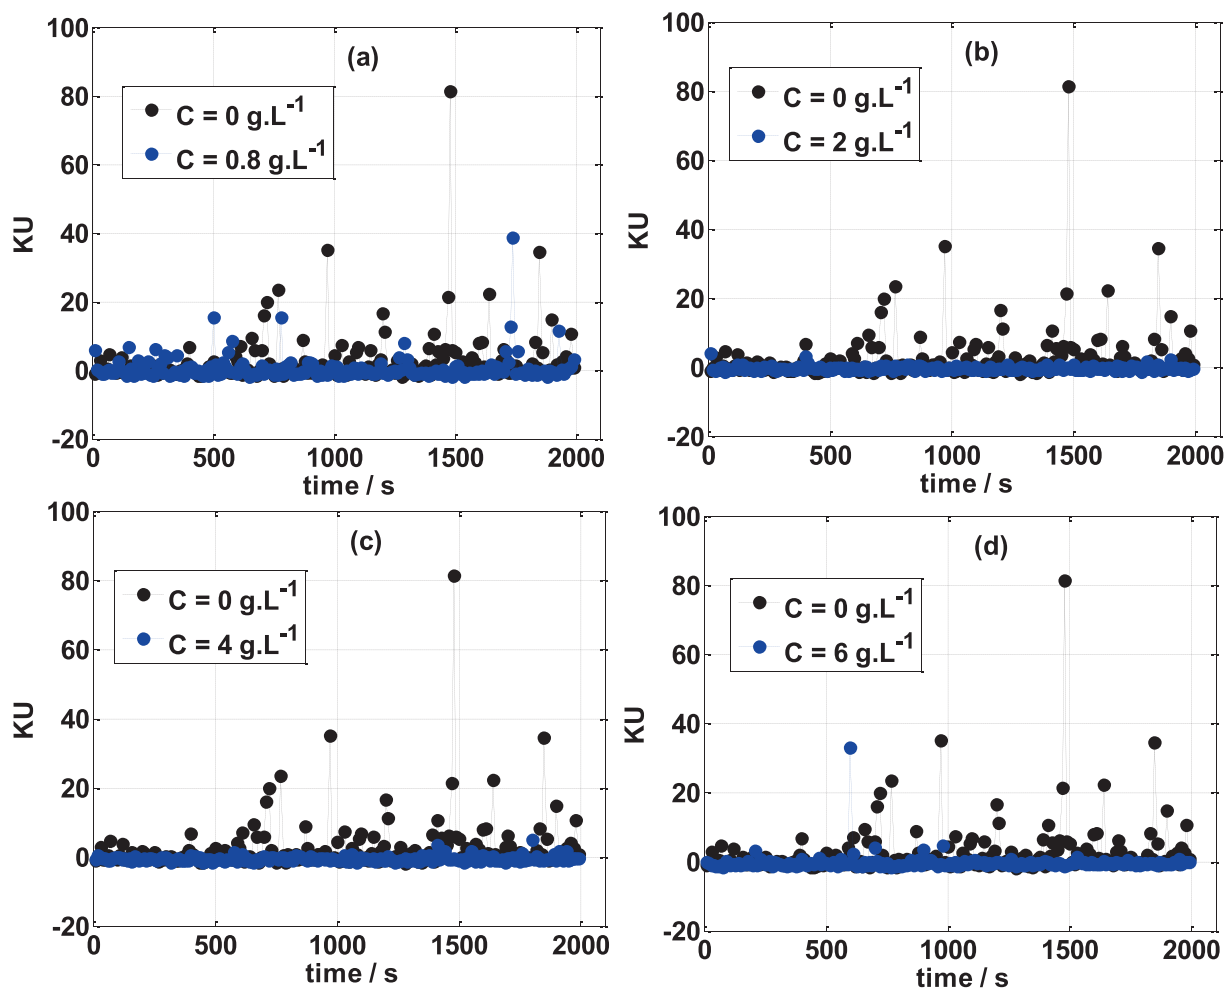 100
80
60
40
20
0
-20
KU
(a)
C = 0 g.L-1
C = 0.8 g.L-1
0 500 1000 1500 2000
time / s
100
80
60
40
20
0
-20
KU
(b)
C = 0 g.L-1
C = 2 g.L-1
0 500 1000 1500 2000
time / s
100
80
60
40
20
0
-20
KU
(c)
C = 0 g.L-1
C = 4 g.L-1
0 500 1000 1500 2000
time / s
100
80
60
40
20
0
-20
KU
(d)
C = 0 g.L-1
C = 6 g.L-1
0 500 1000 1500 2000
time / s